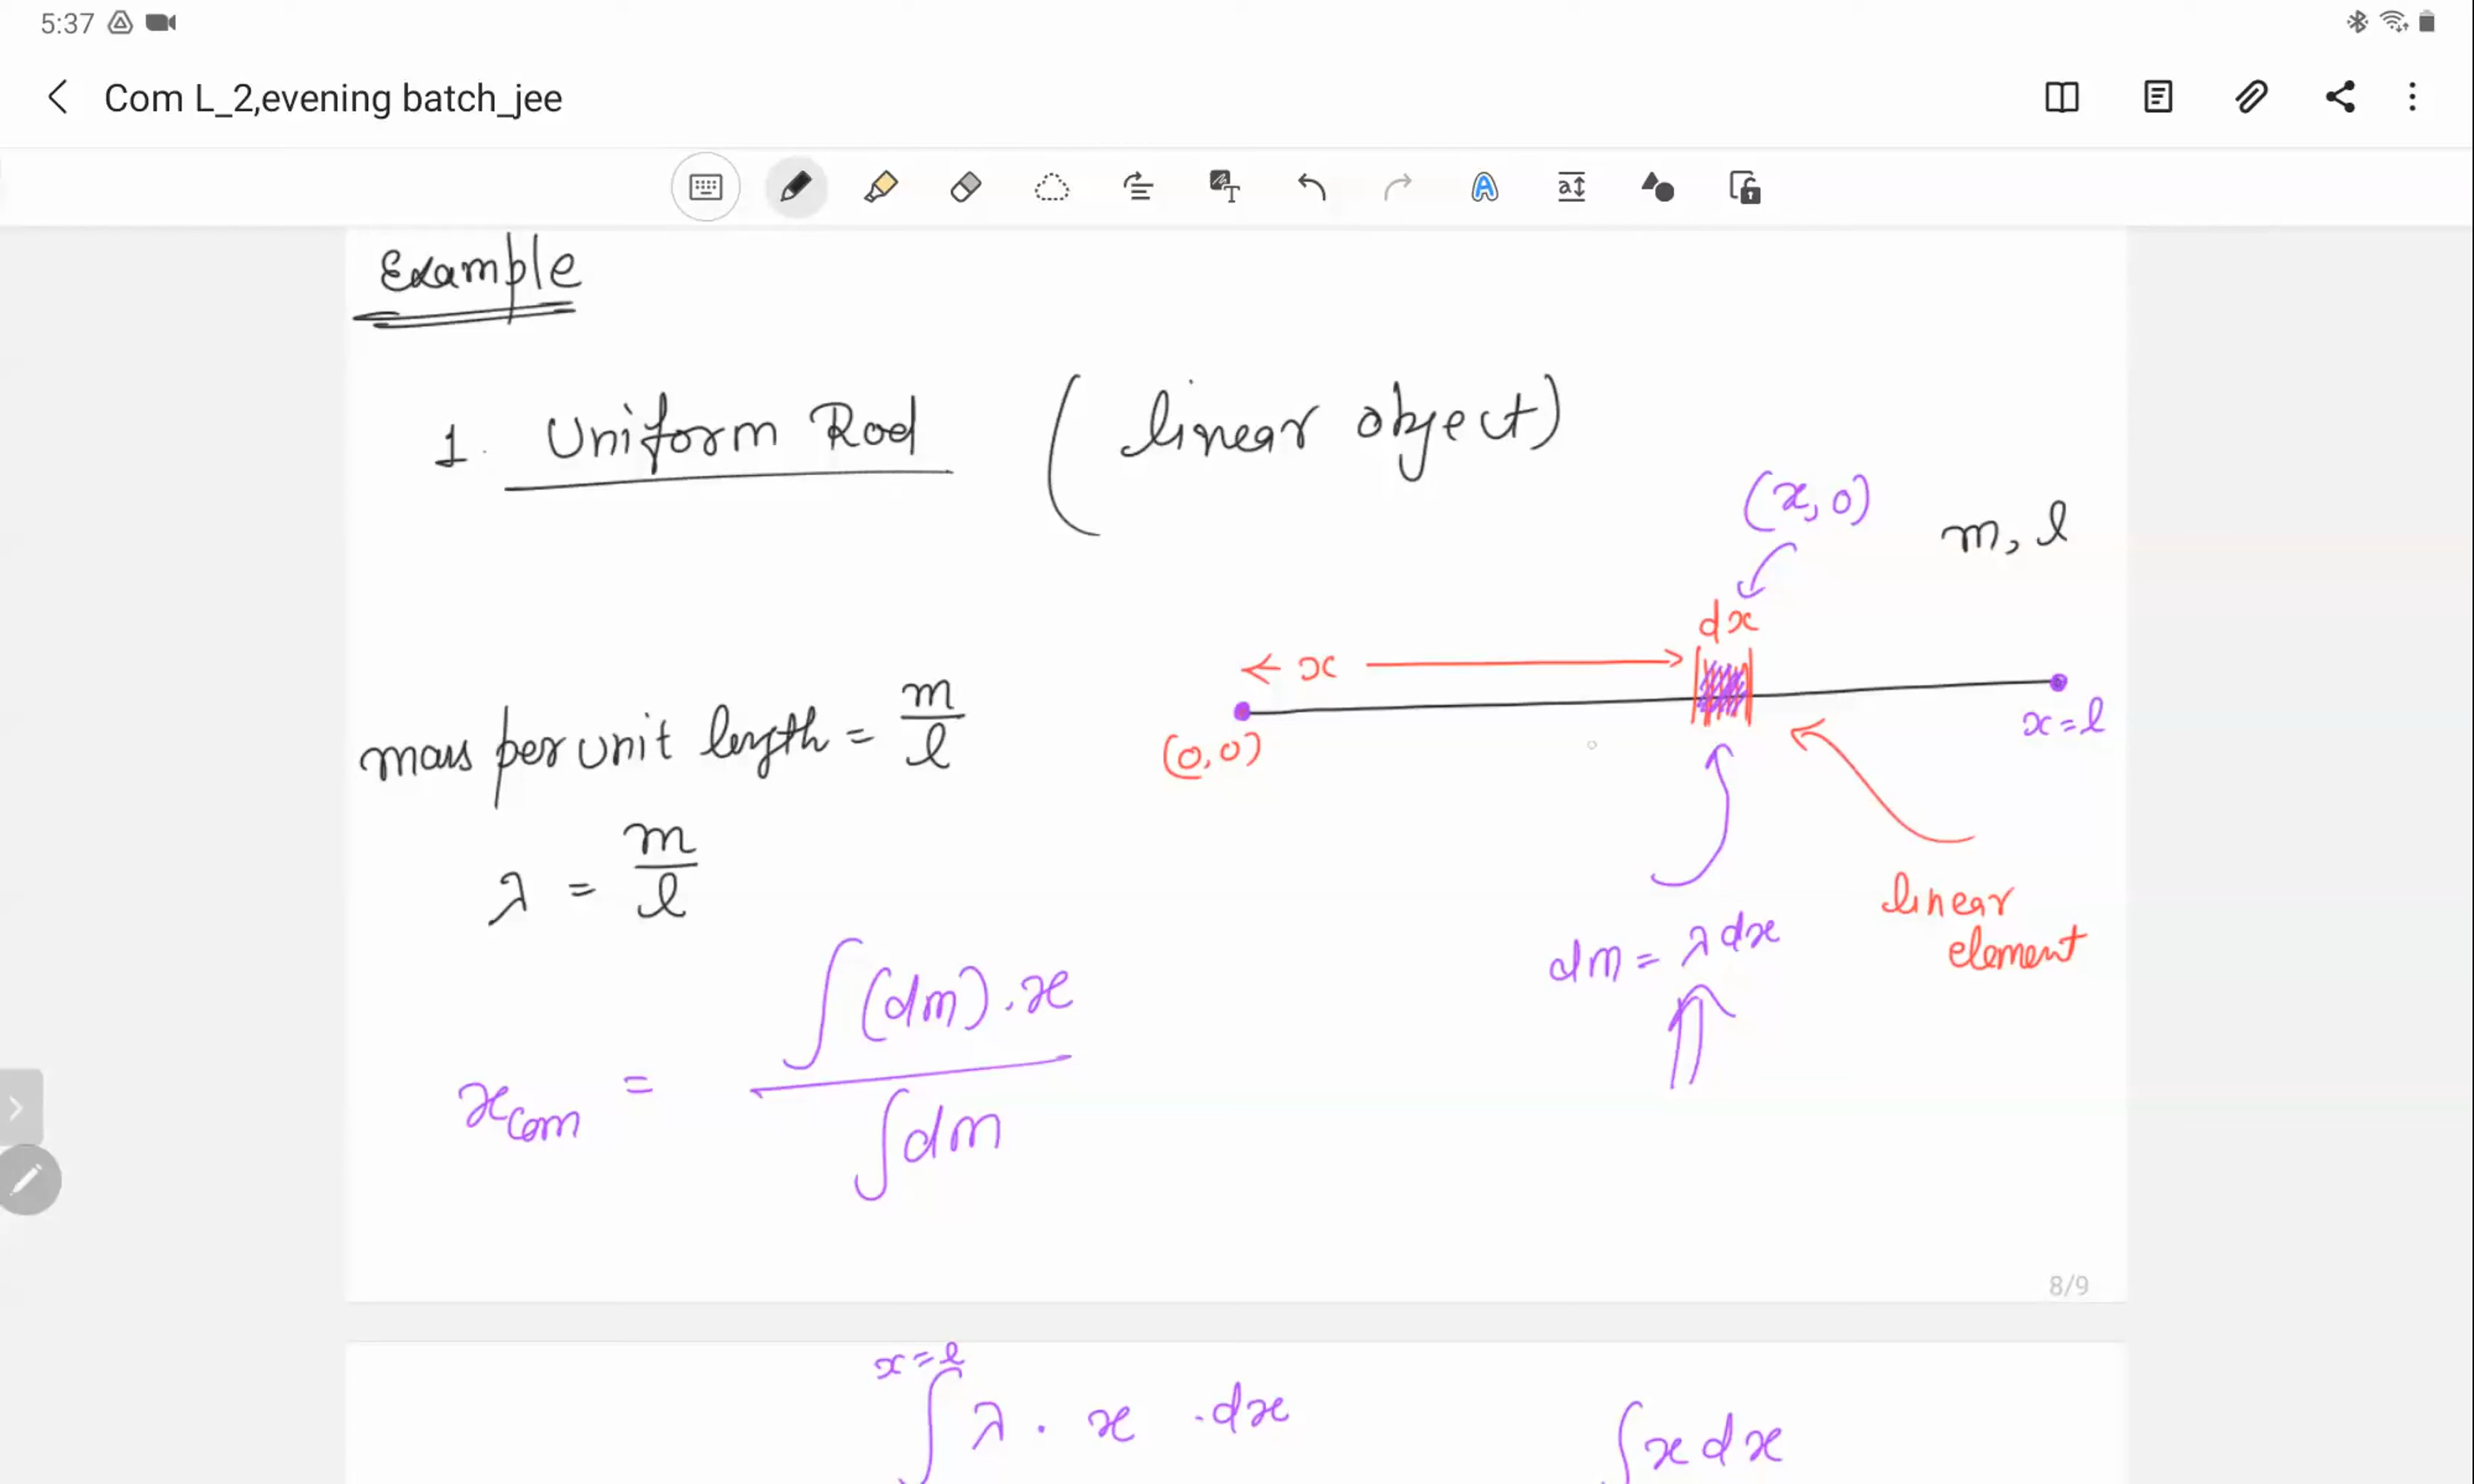 5:37
Com L_2,evening batch_jee
Example
1. Uniform Rod (linear object)
(x, 0)
m, l
dx
← x →
mass per unit length = m/l
(0,0)
x=l
λ = m/l
linear element
dm = λ dx
x_com = ∫(dm).x / ∫dm
8/9
x=l
∫ λ . x .dx
∫x dx